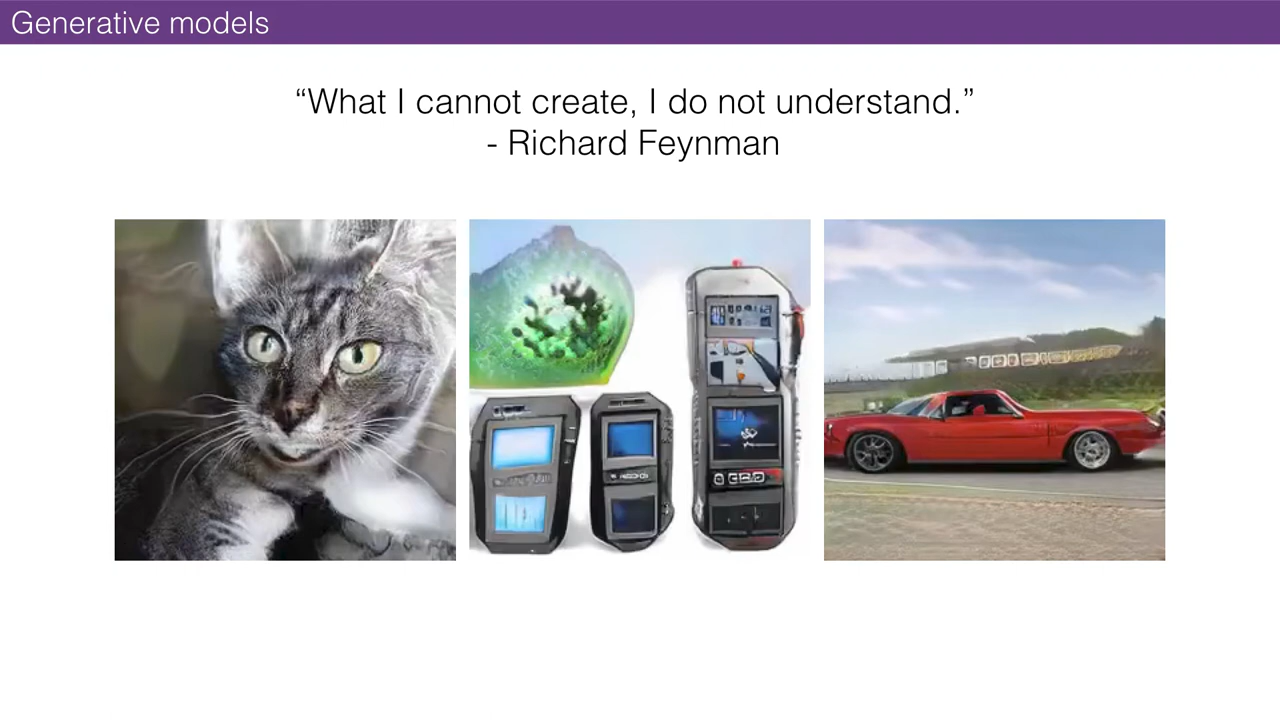 Generative models
“What I cannot create, I do not understand.”
- Richard Feynman